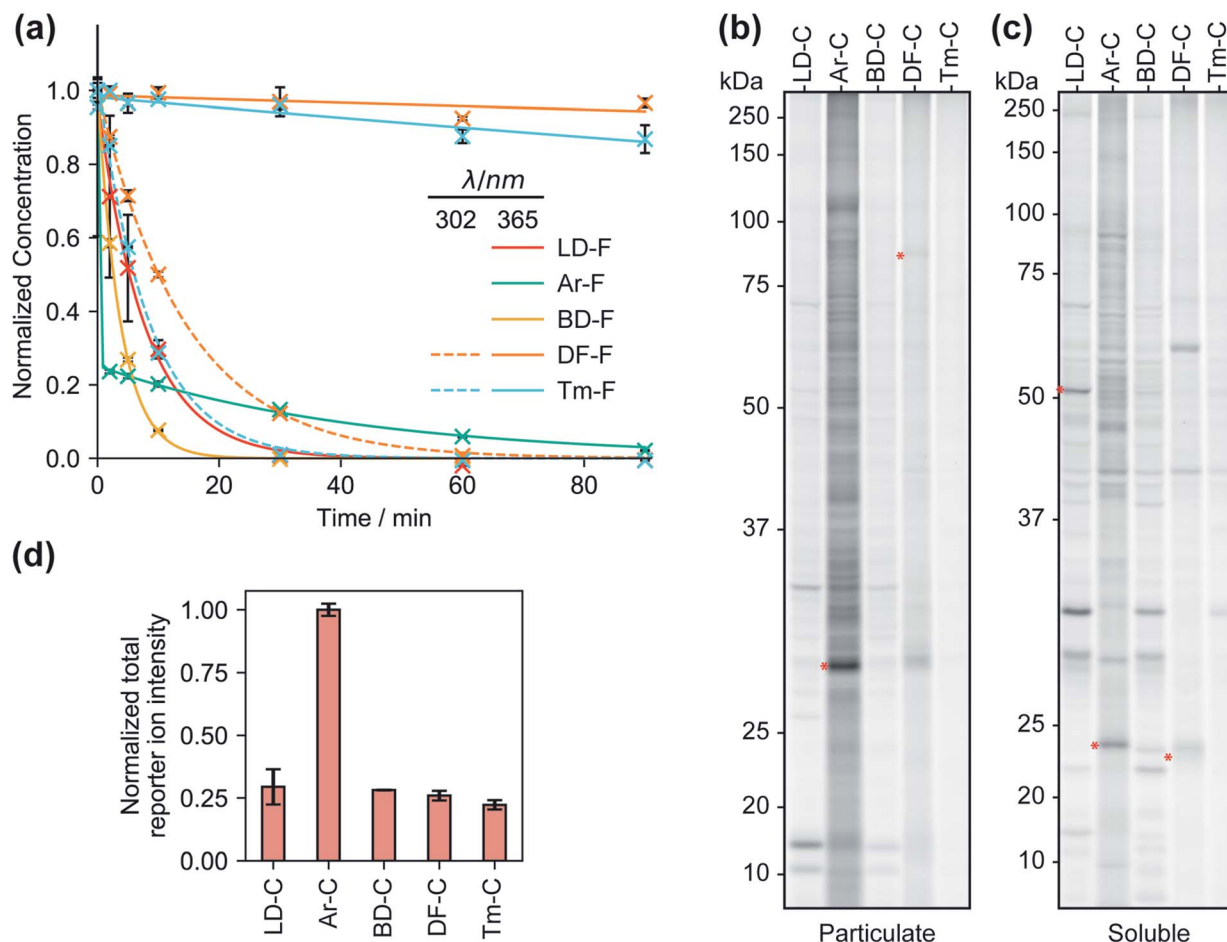 (a)
Normalized Concentration
1.0
0.8
0.6
0.4
0.2
0.0
0 20 40 60 80
Time / min
λ/nm
302 365
LD-F
Ar-F
BD-F
DF-F
Tm-F
(b)
kDa
LD-C
Ar-C
BD-C
DF-C
Tm-C
250
150
100
75
50
37
25
20
10
*
*
Particulate
(c)
kDa
LD-C
Ar-C
BD-C
DF-C
Tm-C
250
150
100
75
50
37
25
20
10
*
*
*
Soluble
(d)
Normalized total
reporter ion intensity
1.00
0.75
0.50
0.25
0.00
LD-C
Ar-C
BD-C
DF-C
Tm-C